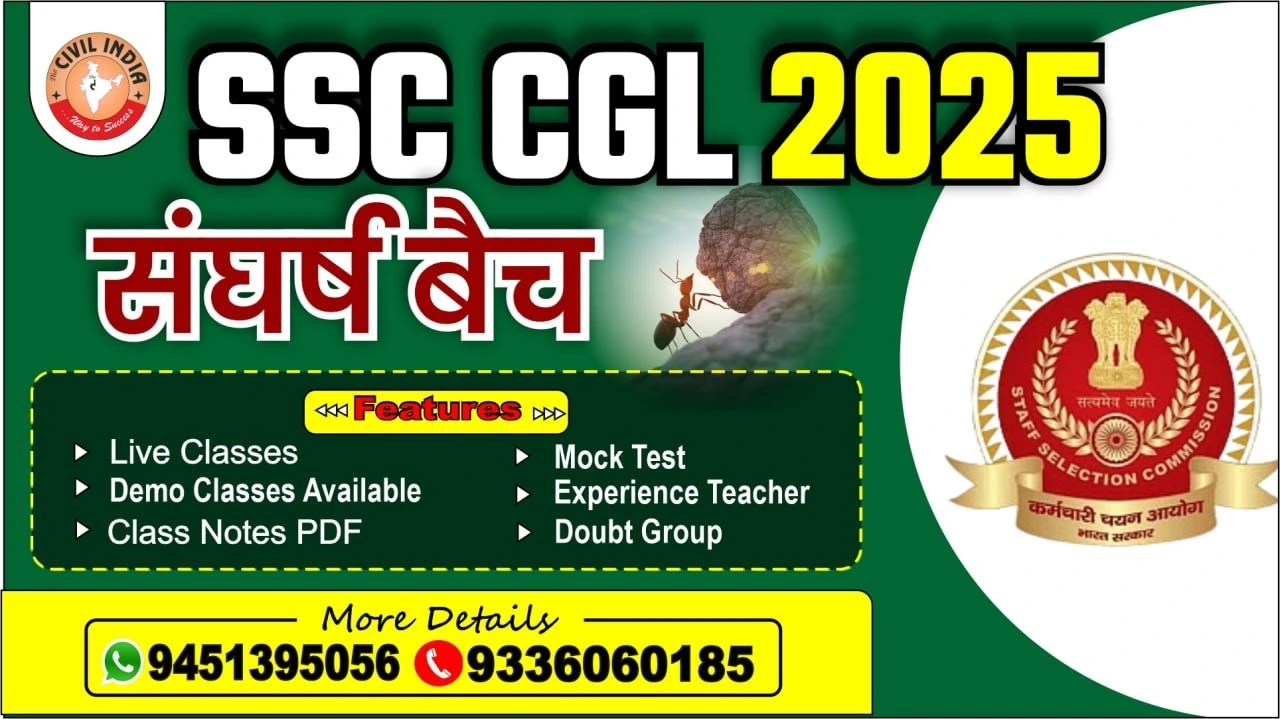 The CIVIL INDIA
...Way to Success
SSC CGL 2025
संघर्ष बैच
Features
Live Classes
Demo Classes Available
Class Notes PDF
Mock Test
Experience Teacher
Doubt Group
More Details
9451395056 9336060185
सत्यमेव जयते
STAFF SELECTION COMMISSION
कर्मचारी चयन आयोग
भारत सरकार